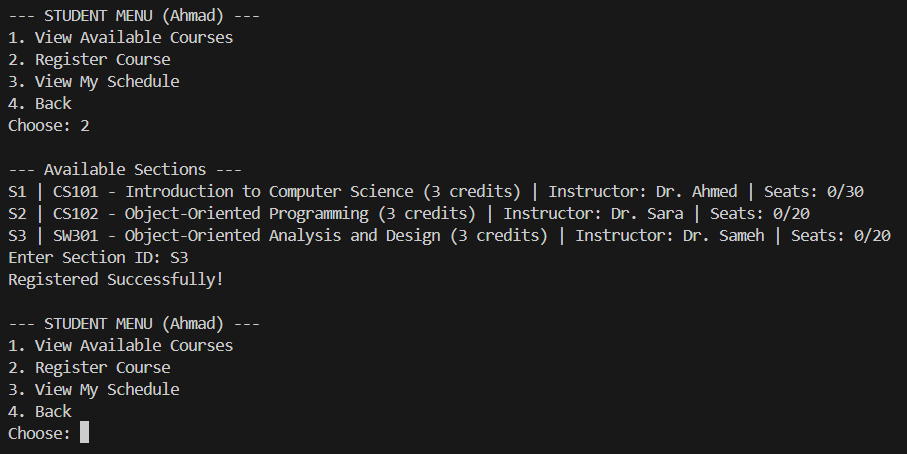 --- STUDENT MENU (Ahmad) ---
1. View Available Courses
2. Register Course
3. View My Schedule
4. Back
Choose: 2
--- Available Sections ---
S1 | CS101 - Introduction to Computer Science (3 credits) | Instructor: Dr. Ahmed | Seats: 0/30
S2 | CS102 - Object-Oriented Programming (3 credits) | Instructor: Dr. Sara | Seats: 0/20
S3 | SW301 - Object-Oriented Analysis and Design (3 credits) | Instructor: Dr. Sameh | Seats: 0/20
Enter Section ID: S3
Registered Successfully!
--- STUDENT MENU (Ahmad) ---
1. View Available Courses
2. Register Course
3. View My Schedule
4. Back
Choose: